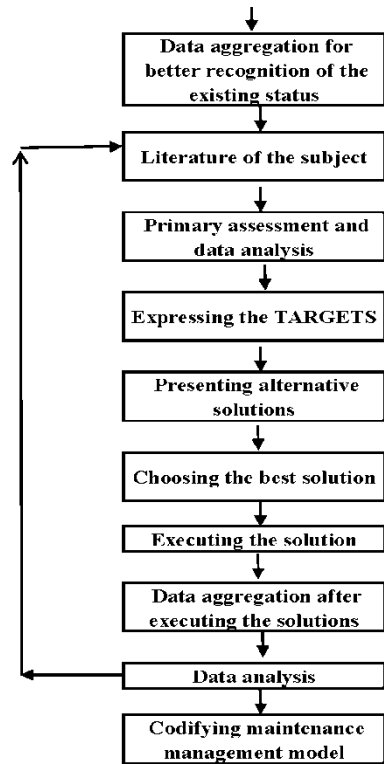 Data aggregation for
better recognition of the
existing status
Literature of the subject
Primary assessment and
data analysis
Expressing the TARGETS
Presenting alternative
solutions
Choosing the best solution
Executing the solution
Data aggregation after
executing the solutions
Data analysis
Codifying maintenance
management model